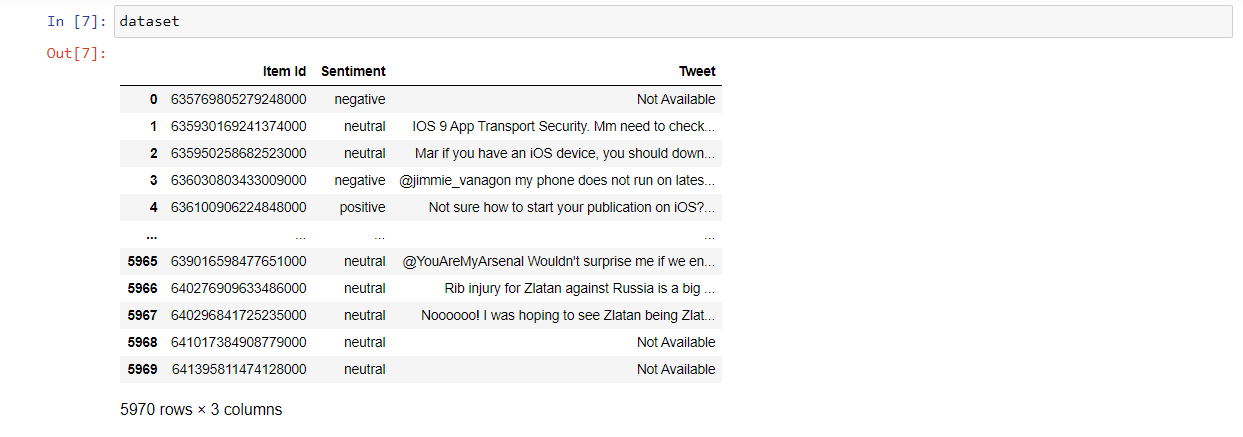 In [7]: dataset
Out[7]:
Item Id Sentiment Tweet
0 635769805279248000 negative Not Available
1 635930169241374000 neutral IOS 9 App Transport Security. Mm need to check...
2 635950258682523000 neutral Mar if you have an iOS device, you should down...
3 636030803433009000 negative @jimmie_vanagon my phone does not run on lates...
4 636100906224848000 positive Not sure how to start your publication on iOS?...
... ... ... ...
5965 639016598477651000 neutral @YouAreMyArsenal Wouldn't surprise me if we en...
5966 640276909633486000 neutral Rib injury for Zlatan against Russia is a big ...
5967 640296841725235000 neutral Noooooo! I was hoping to see Zlatan being Zlat...
5968 641017384908779000 neutral Not Available
5969 641395811474128000 neutral Not Available
5970 rows × 3 columns